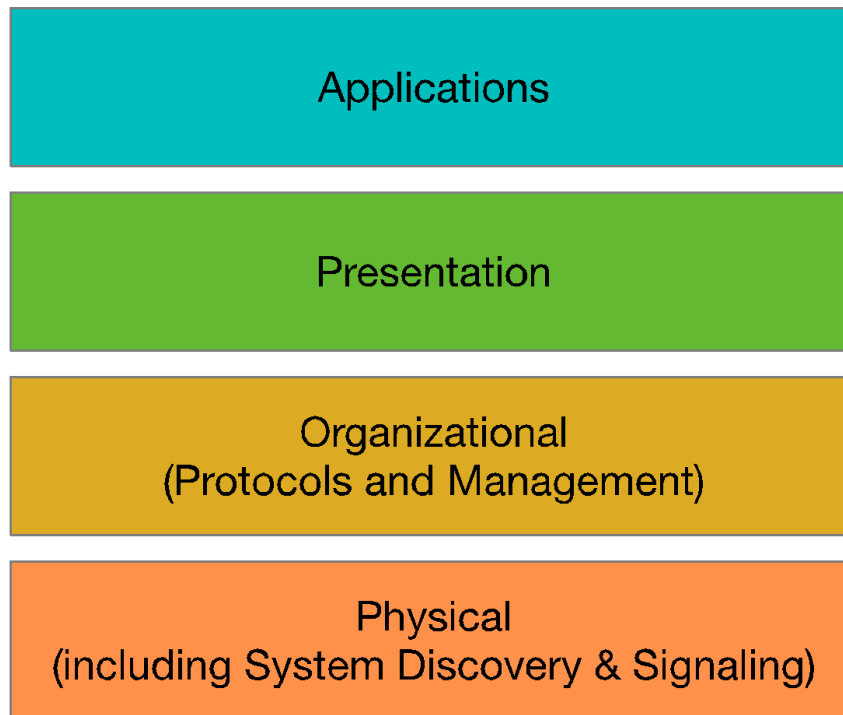 Applications
Presentation
Organizational
(Protocols and Management)
Physical
(including System Discovery & Signaling)